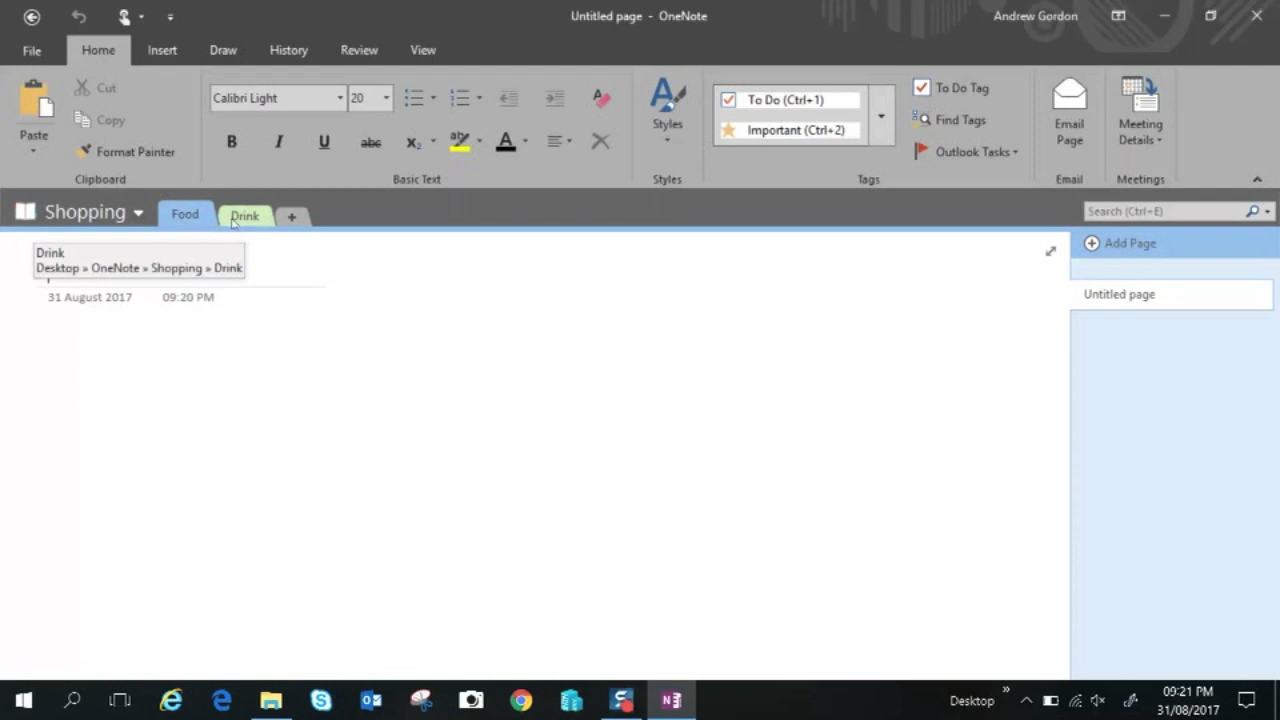 Untitled page - OneNote
Andrew Gordon
File
Home
Insert
Draw
History
Review
View
Paste
Cut
Copy
Format Painter
Clipboard
Calibri Light
20
B
I
U
abc
X₂
aby
A
Basic Text
Styles
Styles
To Do (Ctrl+1)
Important (Ctrl+2)
To Do Tag
Find Tags
Outlook Tasks
Tags
Email
Page
Email
Meeting
Details
Meetings
Shopping
Food
Drink
+
Search (Ctrl+E)
Drink
Desktop » OneNote » Shopping » Drink
31 August 2017 09:20 PM
Add Page
Untitled page
Desktop
»
09:21 PM
31/08/2017